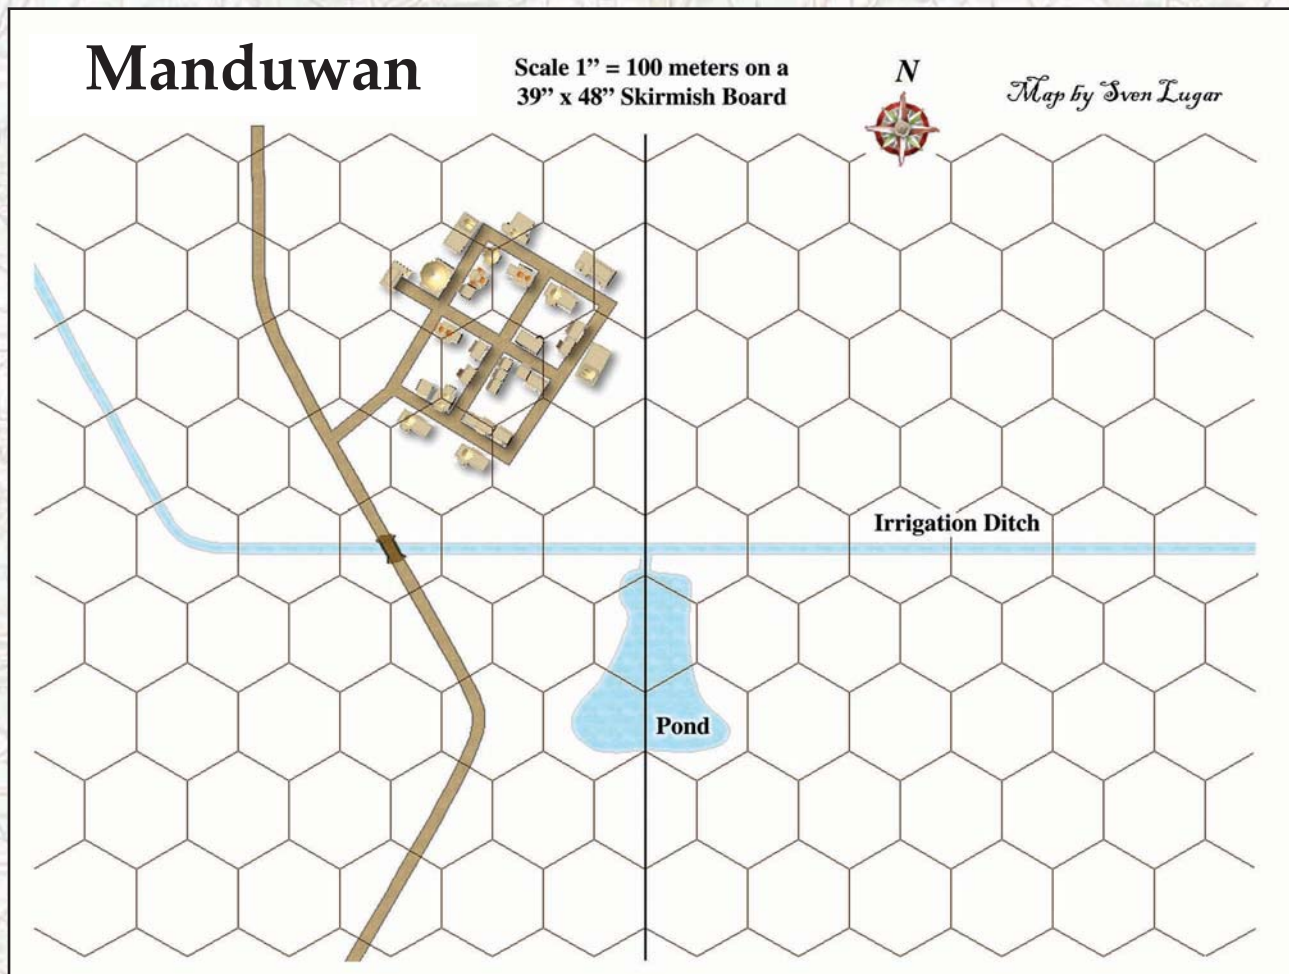 Manduwan
Scale 1” = 100 meters on a
39” x 48” Skirmish Board
N
Map by Sven Lugar
Irrigation Ditch
Pond